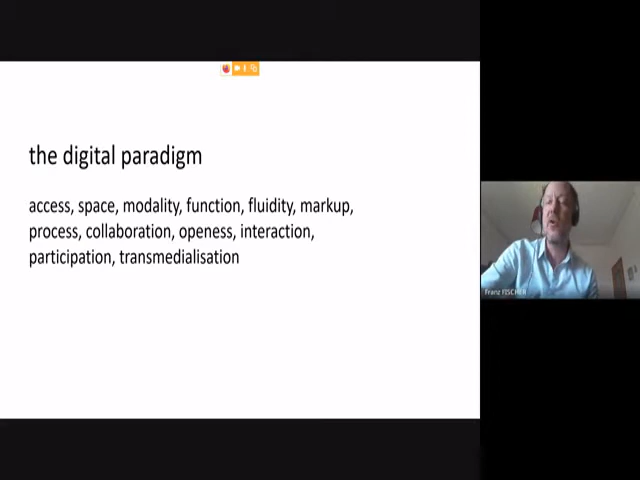 the digital paradigm
access, space, modality, function, fluidity, markup,
process, collaboration, openess, interaction,
participation, transmedialisation
Franz FISCHER